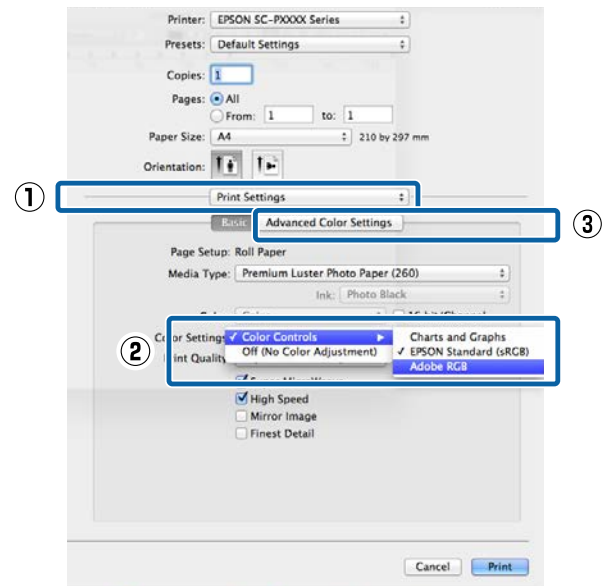 Printer: EPSON SC-PXXXX Series
Presets: Default Settings
Copies: 1
Pages: All
From: 1 to: 1
Paper Size: A4 210 by 297 mm
Orientation:
① Print Settings
Basic Advanced Color Settings ③
Page Setup: Roll Paper
Media Type: Premium Luster Photo Paper (260)
Ink: Photo Black
② Color Settings ✓ Color Controls ▶ Charts and Graphs
Print Quality Off (No Color Adjustment) ✓ EPSON Standard (sRGB)
Adobe RGB
High Speed
Mirror Image
Finest Detail
Cancel Print